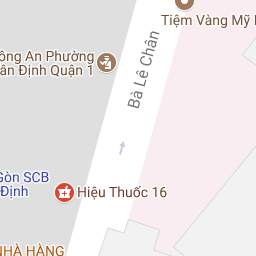 Tiệm Vàng Mỹ
ông An Phường
ân Định Quận 1
Bà Lê Chân
Gòn SCB
Định
Hiệu Thuốc 16
NHÀ HÀNG